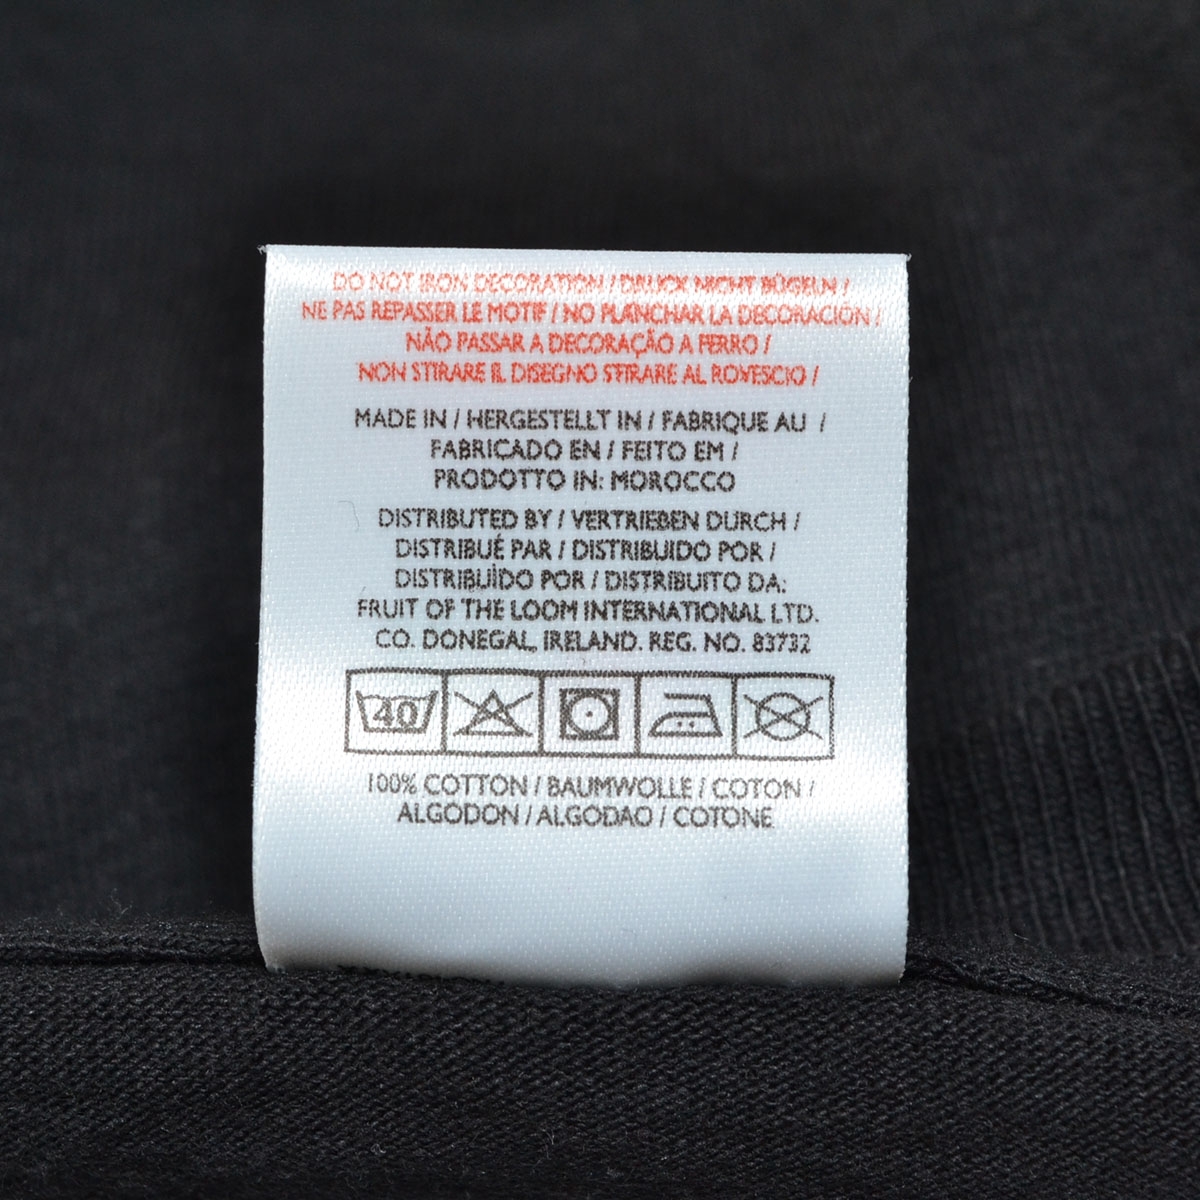 DO NOT IRON DECORATION / DRUCK NICHT BÜGELN /
NE PAS REPASSER LE MOTIF / NO PLANCHAR LA DECORACIÓN /
NÃO PASSAR A DECORAÇÃO A FERRO /
NON STIRARE IL DISEGNO STIRARE AL ROVESCIO /
MADE IN / HERGESTELLT IN / FABRIQUE AU /
FABRICADO EN / FEITO EM /
PRODOTTO IN: MOROCCO
DISTRIBUTED BY / VERTRIEBEN DURCH /
DISTRIBUÉ PAR / DISTRIBUIDO POR /
DISTRIBUÍDO POR / DISTRIBUITO DA:
FRUIT OF THE LOOM INTERNATIONAL LTD.
CO. DONEGAL, IRELAND. REG. NO. 83732
40
100% COTTON / BAUMWOLLE / COTON /
ALGODON / ALGODAO / COTONE